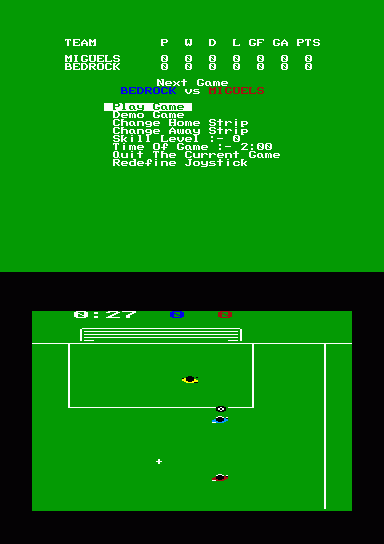 TEAM P W D L GF GA PTS
MIGUELS 0 0 0 0 0 0 0
BEDROCK 0 0 0 0 0 0 0
Next Game
BEDROCK vs MIGUELS
Play Game
Demo Game
Change Home Strip
Change Away Strip
Skill Level :- 0
Time Of Game :- 2:00
Quit The Current Game
Redefine Joystick
0:27 0 0